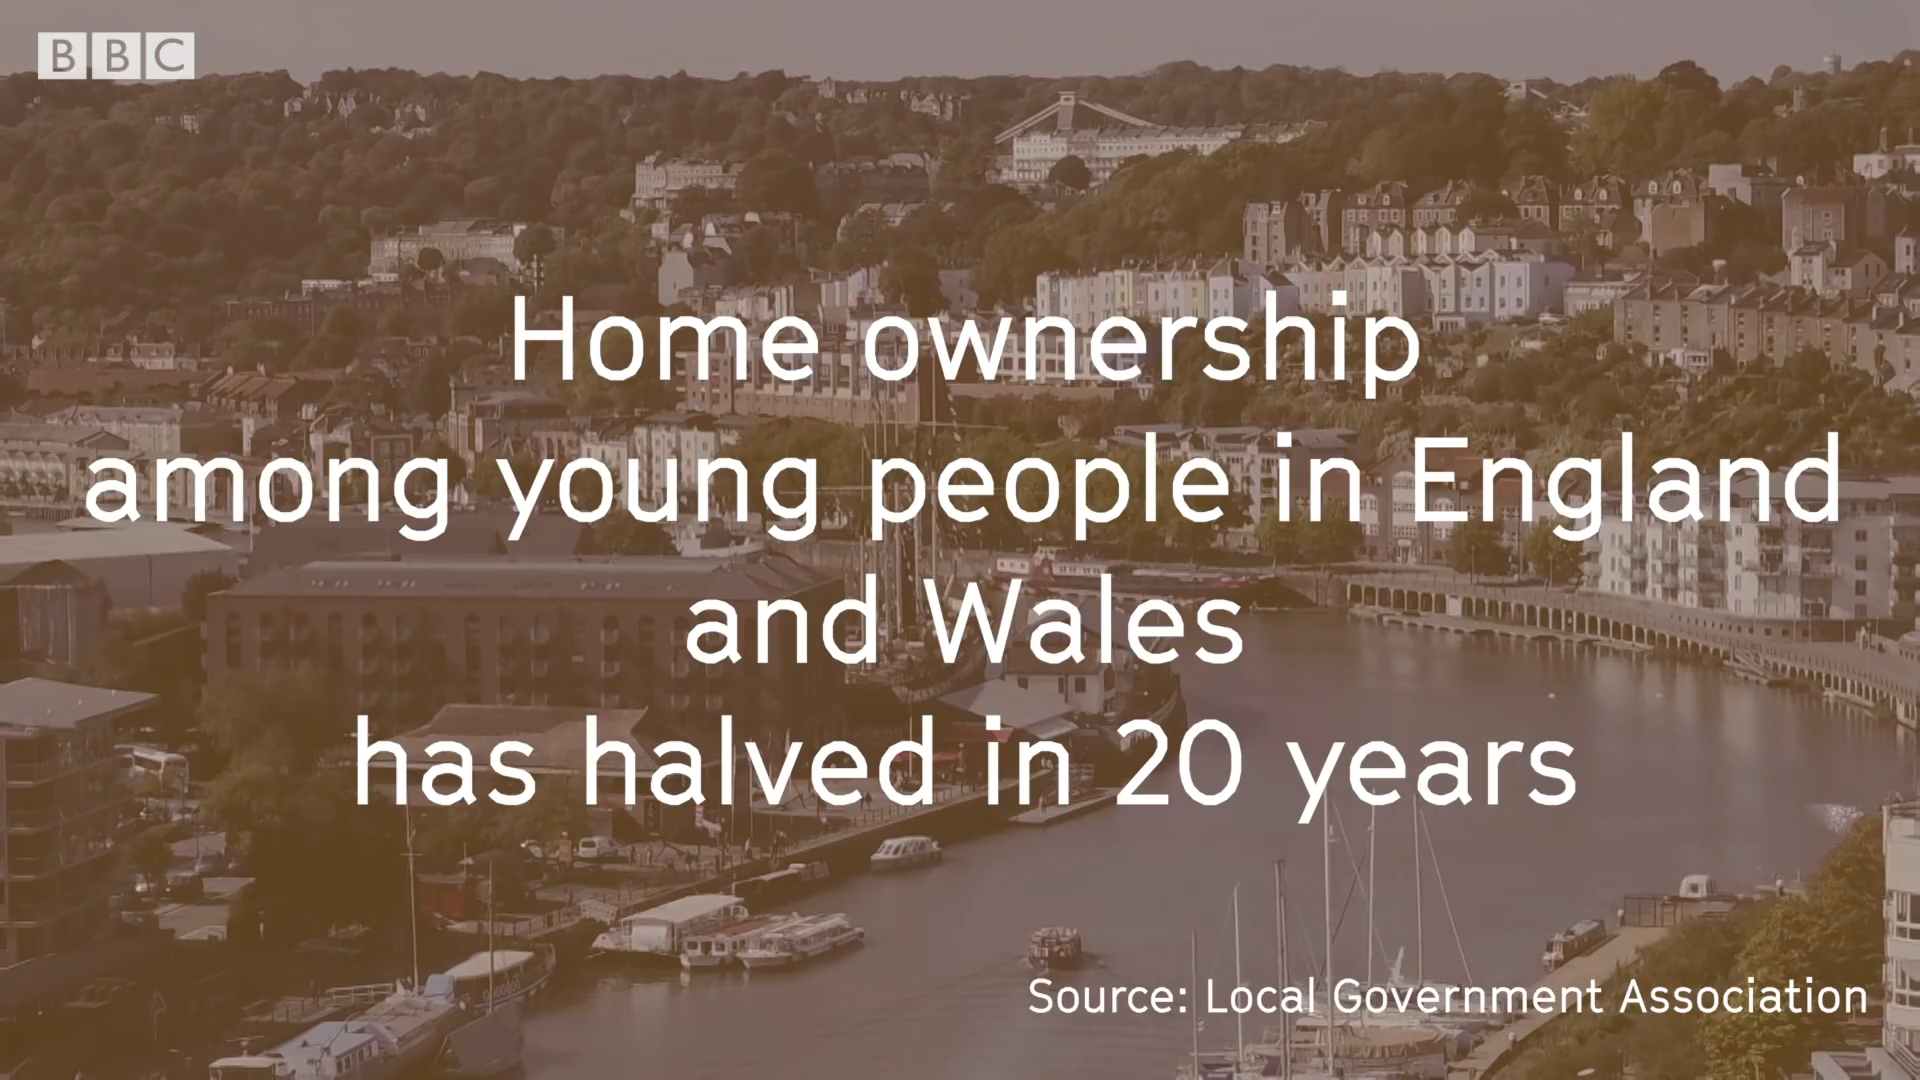 BBC
Home ownership
among young people in England
and Wales
has halved in 20 years
Source: Local Government Association